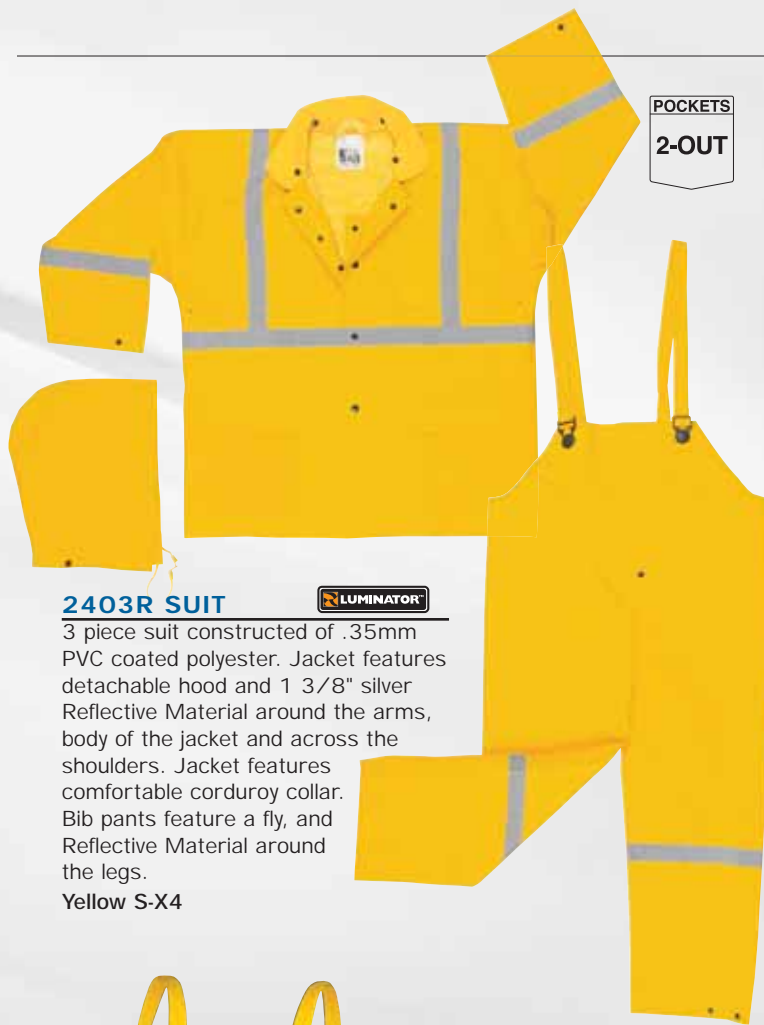 POCKETS
2-OUT
2403R SUIT
LUMINATOR™
3 piece suit constructed of .35mm
PVC coated polyester. Jacket features
detachable hood and 1 3/8" silver
Reflective Material around the arms,
body of the jacket and across the
shoulders. Jacket features
comfortable corduroy collar.
Bib pants feature a fly, and
Reflective Material around
the legs.
Yellow S-X4